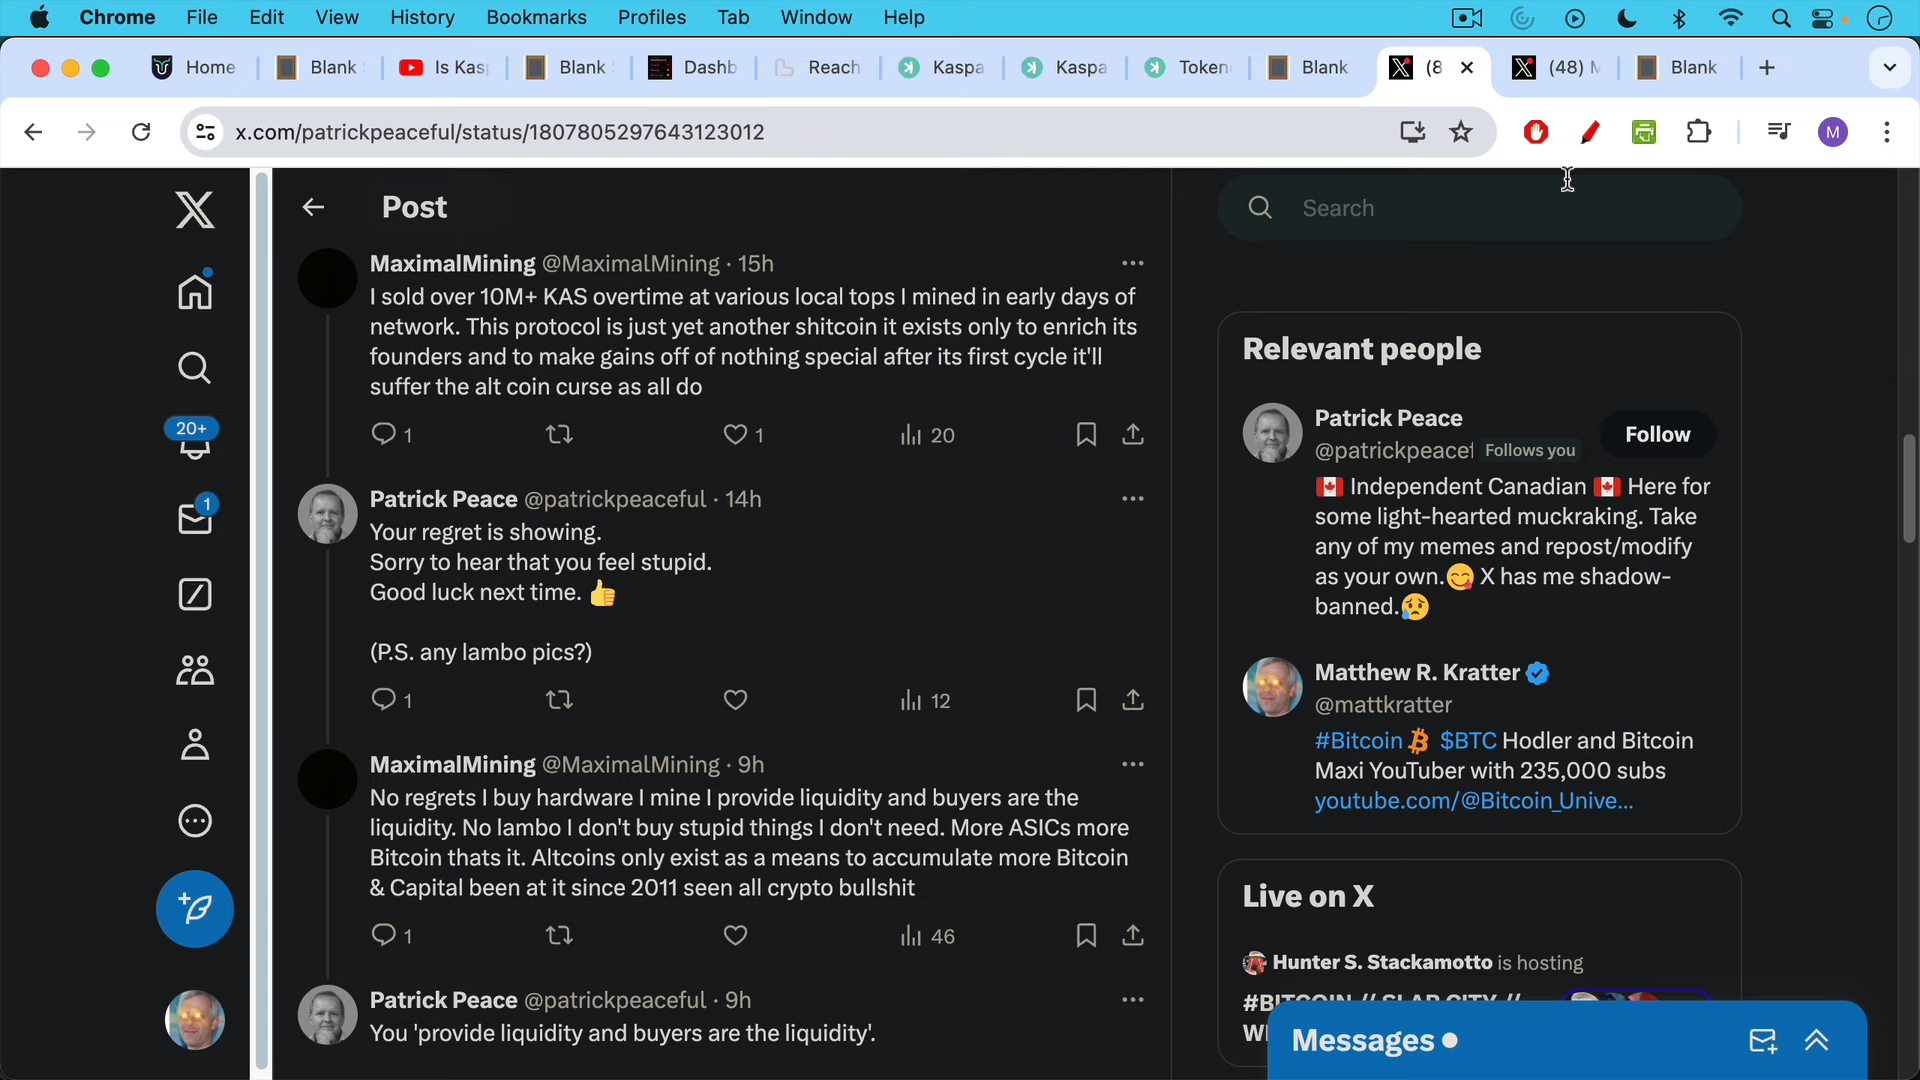 Chrome File Edit View History Bookmarks Profiles Tab Window Help
Home Blank Is Kas Blank Dashb Reach Kaspa Kaspa Token Blank (8 (48) Blank
x.com/patrickpeaceful/status/1807805297643123012 M
Post
Search
MaximalMining @MaximalMining · 15h
I sold over 10M+ KAS overtime at various local tops I mined in early days of
network. This protocol is just yet another shitcoin it exists only to enrich its
founders and to make gains off of nothing special after its first cycle it'll
suffer the alt coin curse as all do
1 1 20
20+
1
Patrick Peace @patrickpeaceful · 14h
Your regret is showing.
Sorry to hear that you feel stupid.
Good luck next time. 👍
(P.S. any lambo pics?)
1 12
MaximalMining @MaximalMining · 9h
No regrets I buy hardware I mine I provide liquidity and buyers are the
liquidity. No lambo I don't buy stupid things I don't need. More ASICs more
Bitcoin thats it. Altcoins only exist as a means to accumulate more Bitcoin
& Capital been at it since 2011 seen all crypto bullshit
1 46
Patrick Peace @patrickpeaceful · 9h
You 'provide liquidity and buyers are the liquidity'.
Relevant people
Patrick Peace
@patrickpeacef Follows you
Follow
🇨🇦 Independent Canadian 🇨🇦 Here for
some light-hearted muckraking. Take
any of my memes and repost/modify
as your own.😋 X has me shadow-
banned.😥
Matthew R. Kratter
@mattkratter
#Bitcoin $BTC Hodler and Bitcoin
Maxi YouTuber with 235,000 subs
youtube.com/@Bitcoin_Unive...
Live on X
Hunter S. Stackamotto is hosting
#BITCOIN // SLAB CITY //
Messages